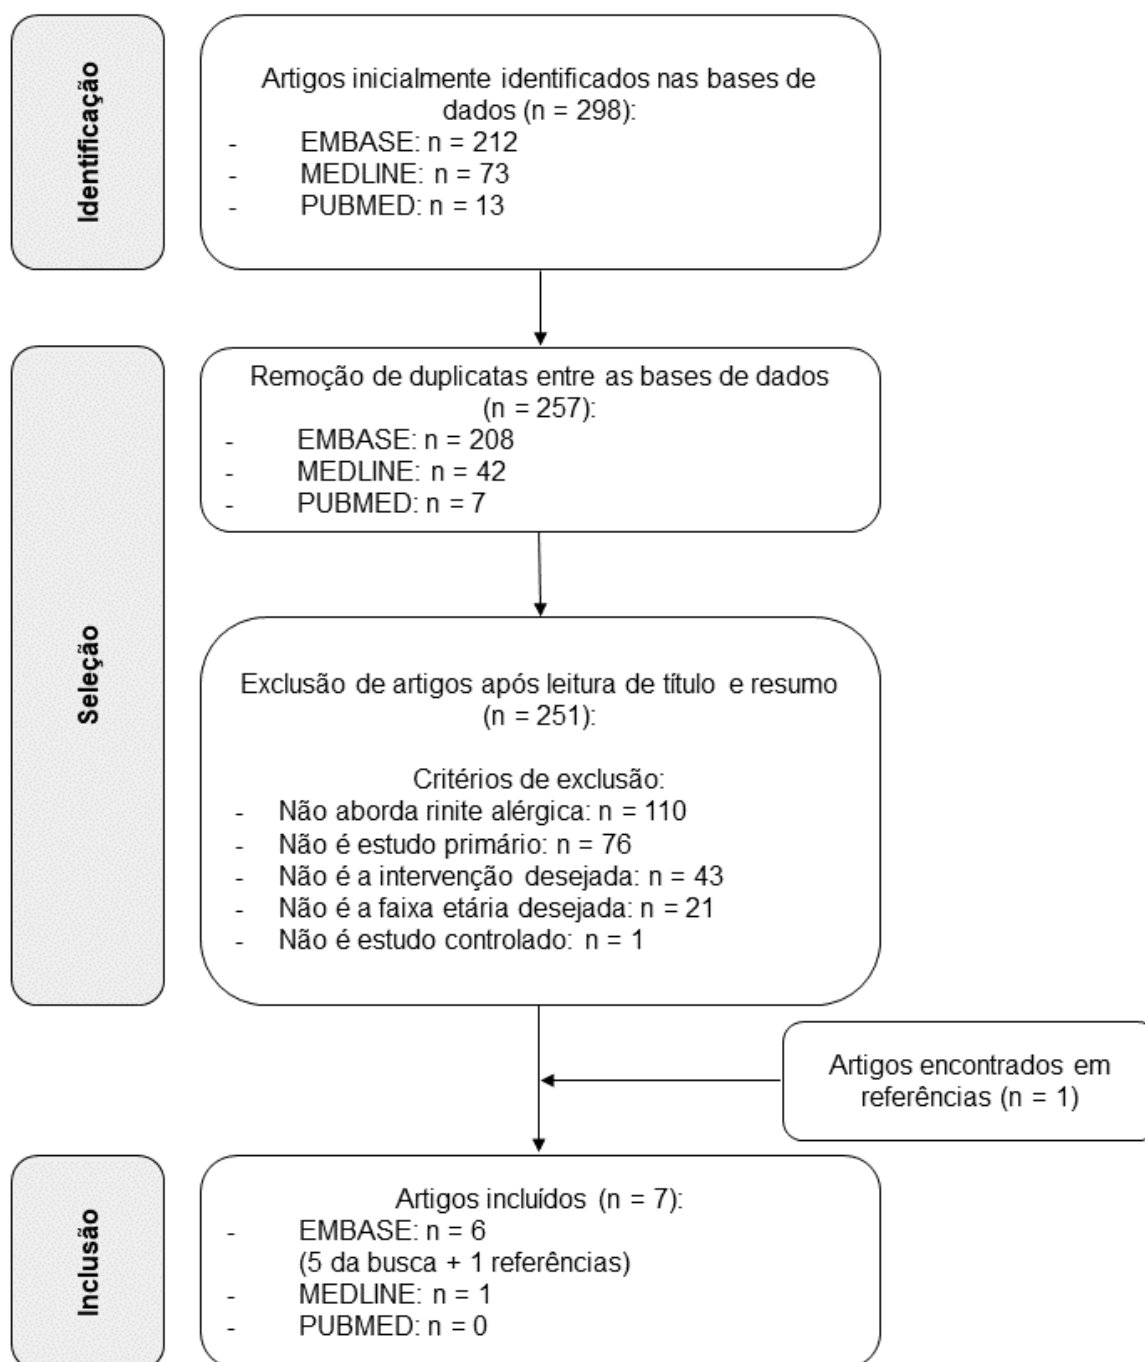 Identificação
Artigos inicialmente identificados nas bases de
dados (n = 298):
- EMBASE: n = 212
- MEDLINE: n = 73
- PUBMED: n = 13
Seleção
Remoção de duplicatas entre as bases de dados
(n = 257):
- EMBASE: n = 208
- MEDLINE: n = 42
- PUBMED: n = 7
Exclusão de artigos após leitura de título e resumo
(n = 251):
Critérios de exclusão:
- Não aborda rinite alérgica: n = 110
- Não é estudo primário: n = 76
- Não é a intervenção desejada: n = 43
- Não é a faixa etária desejada: n = 21
- Não é estudo controlado: n = 1
Artigos encontrados em
referências (n = 1)
Inclusão
Artigos incluídos (n = 7):
- EMBASE: n = 6
(5 da busca + 1 referências)
- MEDLINE: n = 1
- PUBMED: n = 0